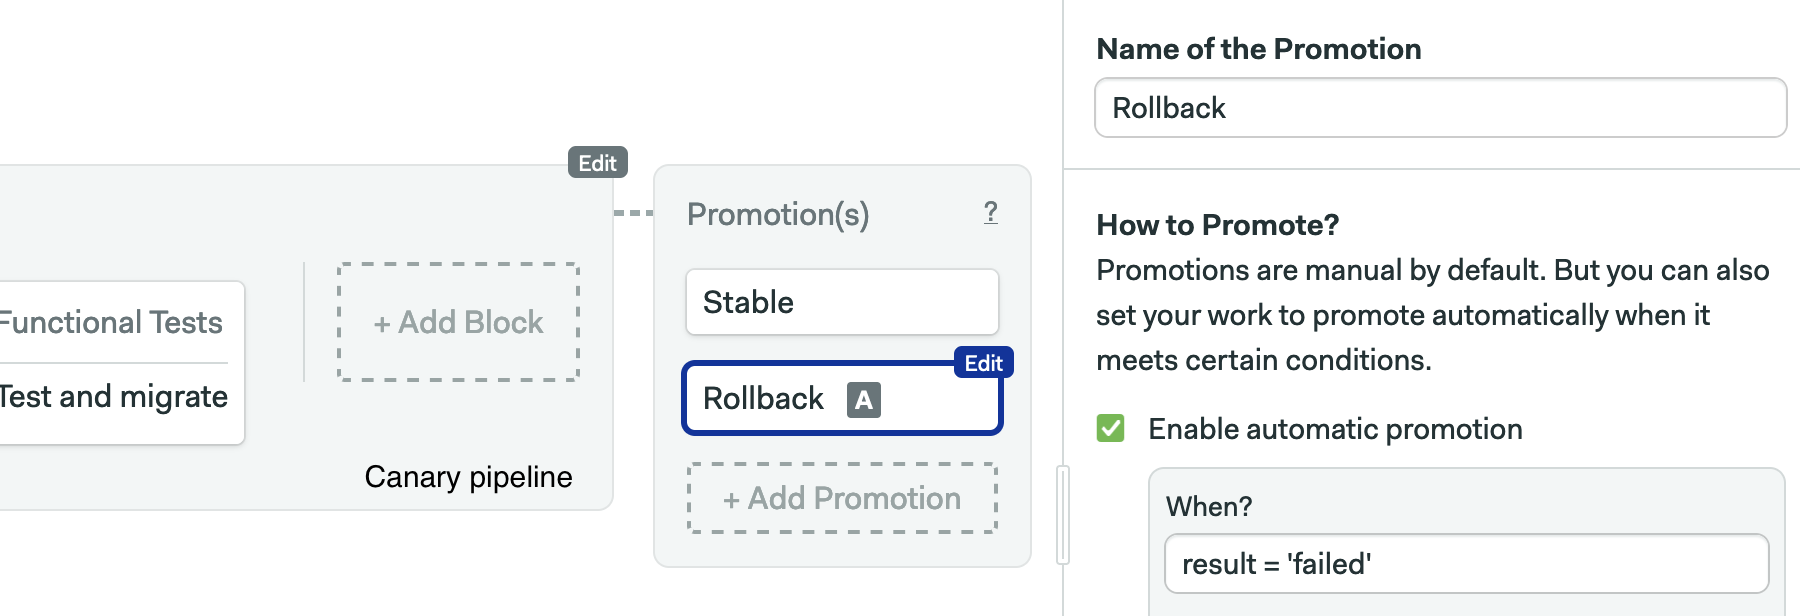 Edit
Functional Tests
Test and migrate
+ Add Block
Canary pipeline
Promotion(s)
?
Stable
Edit
Rollback A
+ Add Promotion
Name of the Promotion
Rollback
How to Promote?
Promotions are manual by default. But you can also
set your work to promote automatically when it
meets certain conditions.
Enable automatic promotion
When?
result = 'failed'